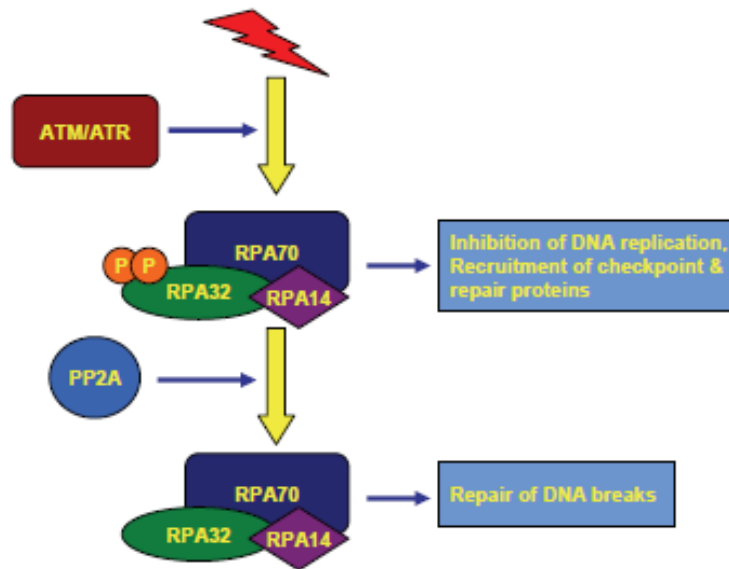 ATM/ATR
P P
RPA70
RPA32
RPA14
Inhibition of DNA replication,
Recruitment of checkpoint &
repair proteins
PP2A
RPA70
RPA32
RPA14
Repair of DNA breaks